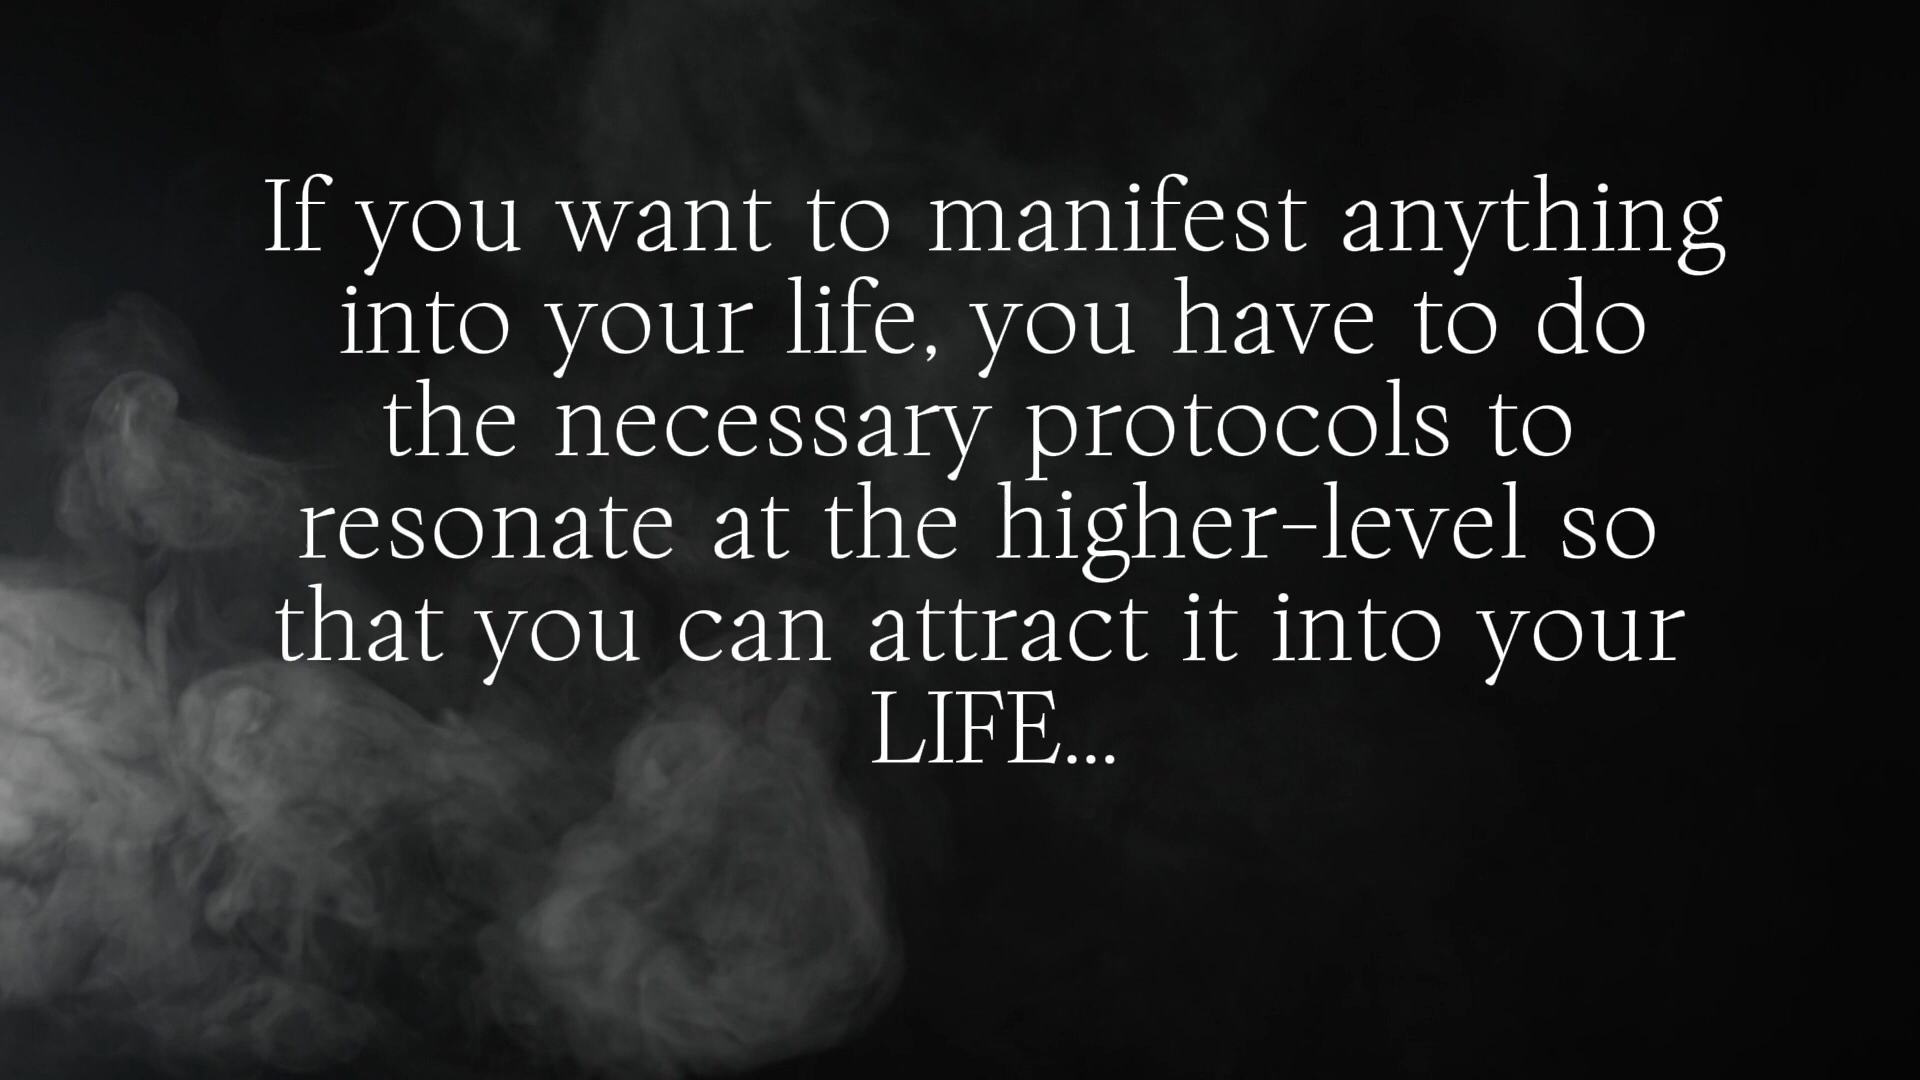 If you want to manifest anything
into your life, you have to do
the necessary protocols to
resonate at the higher-level so
that you can attract it into your
LIFE...